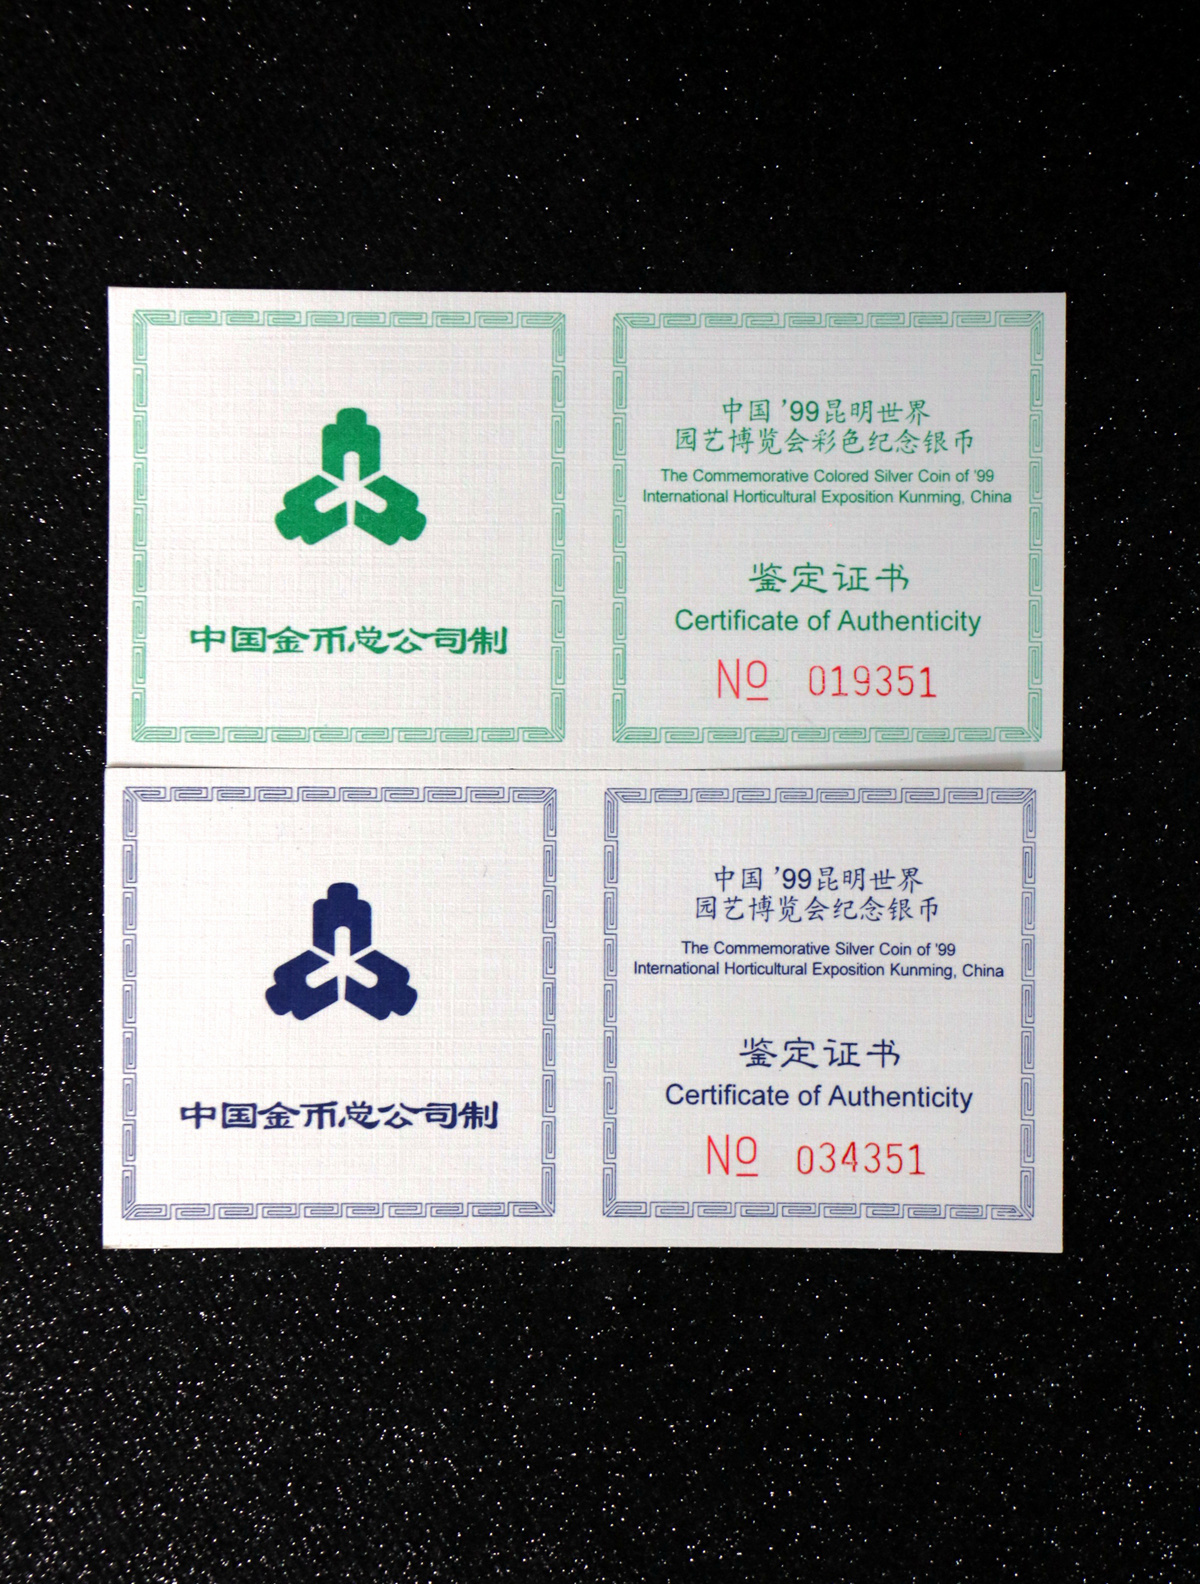 中国金币总公司制
中国 '99昆明世界
园艺博览会彩色纪念银币
The Commemorative Colored Silver Coin of '99
International Horticultural Exposition Kunming, China
鉴定证书
Certificate of Authenticity
No 019351
中国金币总公司制
中国 '99昆明世界
园艺博览会纪念银币
The Commemorative Silver Coin of '99
International Horticultural Exposition Kunming, China
鉴定证书
Certificate of Authenticity
No 034351